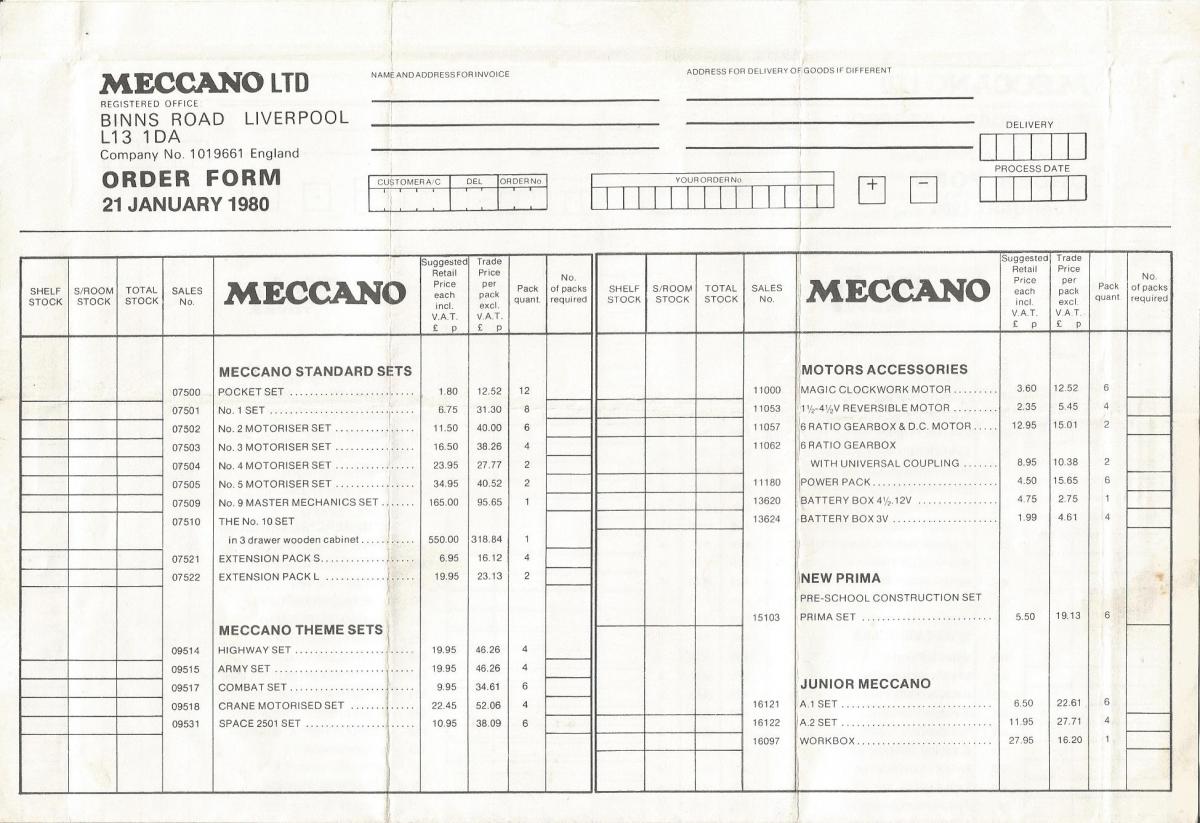 MECCANO LTD
REGISTERED OFFICE
BINNS ROAD LIVERPOOL
L13 1DA
Company No. 1019661 England
ORDER FORM
21 JANUARY 1980
NAME AND ADDRESS FOR INVOICE
ADDRESS FOR DELIVERY OF GOODS IF DIFFERENT
DELIVERY
PROCESS DATE
CUSTOMER A/C DEL ORDER No.
YOUR ORDER No.
+ −
SHELF STOCK S/ROOM STOCK TOTAL STOCK SALES No. MECCANO Suggested Retail Price each incl. V.A.T. £ p Trade Price per pack excl. V.A.T. £ p Pack quant. No. of packs required
MECCANO STANDARD SETS
07500 POCKET SET ........................ 1.80 12.52 12
07501 No. 1 SET ........................ 6.75 31.30 8
07502 No. 2 MOTORISER SET ............. 11.50 40.00 6
07503 No. 3 MOTORISER SET ............. 16.50 38.26 4
07504 No. 4 MOTORISER SET ............. 23.95 27.77 2
07505 No. 5 MOTORISER SET ............. 34.95 40.52 2
07509 No. 9 MASTER MECHANICS SET ...... 165.00 95.65 1
07510 THE No. 10 SET
in 3 drawer wooden cabinet .......... 550.00 318.84 1
07521 EXTENSION PACK S ................ 6.95 16.12 4
07522 EXTENSION PACK L ................ 19.95 23.13 2
MECCANO THEME SETS
09514 HIGHWAY SET ..................... 19.95 46.26 4
09515 ARMY SET ........................ 19.95 46.26 4
09517 COMBAT SET ...................... 9.95 34.61 6
09518 CRANE MOTORISED SET ............ 22.45 52.06 4
09531 SPACE 2501 SET .................. 10.95 38.09 6
SHELF STOCK S/ROOM STOCK TOTAL STOCK SALES No. MECCANO Suggested Retail Price each incl. V.A.T. £ p Trade Price per pack excl. V.A.T. £ p Pack quant. No. of packs required
MOTORS ACCESSORIES
11000 MAGIC CLOCKWORK MOTOR ........ 3.60 12.52 6
11053 1½-4½V REVERSIBLE MOTOR ........ 2.35 5.45 4
11057 6 RATIO GEARBOX & D.C. MOTOR ..... 12.95 15.01 2
11062 6 RATIO GEARBOX
WITH UNIVERSAL COUPLING ....... 8.95 10.38 2
11180 POWER PACK ...................... 4.50 15.65 6
13620 BATTERY BOX 4½.12V .............. 4.75 2.75 1
13624 BATTERY BOX 3V .................. 1.99 4.61 4
NEW PRIMA
PRE-SCHOOL CONSTRUCTION SET
15103 PRIMA SET ........................ 5.50 19.13 6
JUNIOR MECCANO
16121 A.1 SET .......................... 6.50 22.61 6
16122 A.2 SET .......................... 11.95 27.71 4
16097 WORKBOX ......................... 27.95 16.20 1